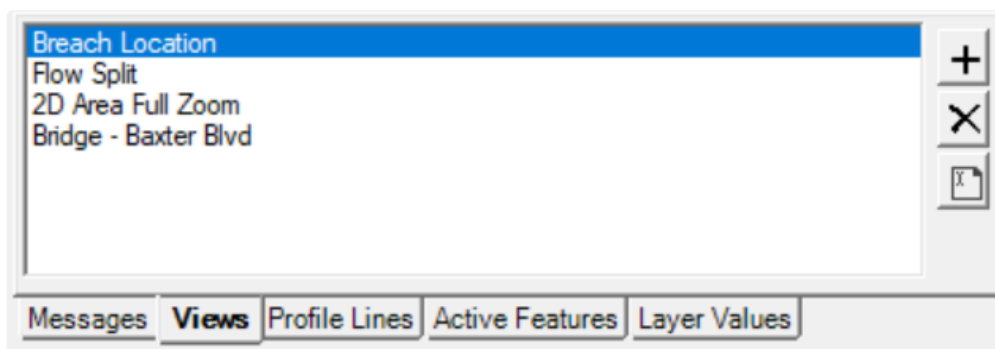 Breach Location
Flow Split
2D Area Full Zoom
Bridge - Baxter Blvd
Messages Views Profile Lines Active Features Layer Values